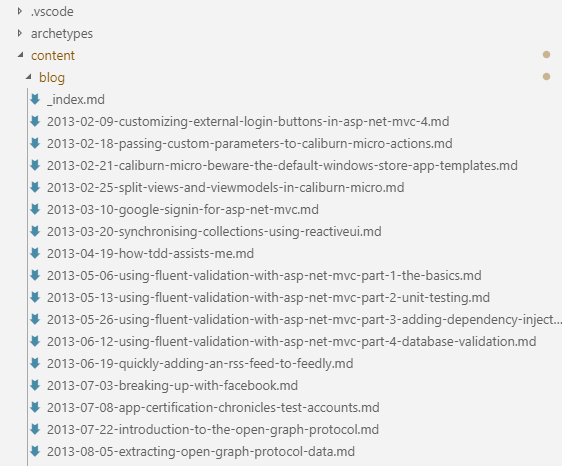 .vscode
archetypes
content
blog
_index.md
2013-02-09-customizing-external-login-buttons-in-asp-net-mvc-4.md
2013-02-18-passing-custom-parameters-to-caliburn-micro-actions.md
2013-02-21-caliburn-micro-beware-the-default-windows-store-app-templates.md
2013-02-25-split-views-and-viewmodels-in-caliburn-micro.md
2013-03-10-google-signin-for-asp-net-mvc.md
2013-03-20-synchronising-collections-using-reactiveui.md
2013-04-19-how-tdd-assists-me.md
2013-05-06-using-fluent-validation-with-asp-net-mvc-part-1-the-basics.md
2013-05-13-using-fluent-validation-with-asp-net-mvc-part-2-unit-testing.md
2013-05-26-using-fluent-validation-with-asp-net-mvc-part-3-adding-dependency-inject...
2013-06-12-using-fluent-validation-with-asp-net-mvc-part-4-database-validation.md
2013-06-19-quickly-adding-an-rss-feed-to-feedly.md
2013-07-03-breaking-up-with-facebook.md
2013-07-08-app-certification-chronicles-test-accounts.md
2013-07-22-introduction-to-the-open-graph-protocol.md
2013-08-05-extracting-open-graph-protocol-data.md